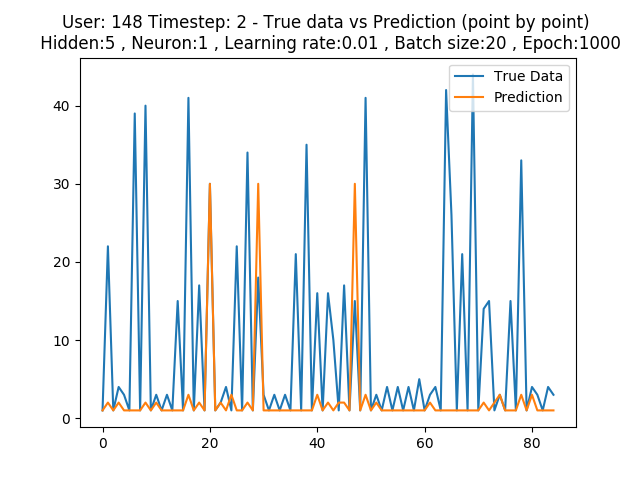 User: 148 Timestep: 2 - True data vs Prediction (point by point)
Hidden:5 , Neuron:1 , Learning rate:0.01 , Batch size:20 , Epoch:1000
True Data
Prediction
40
30
20
10
0
0 20 40 60 80